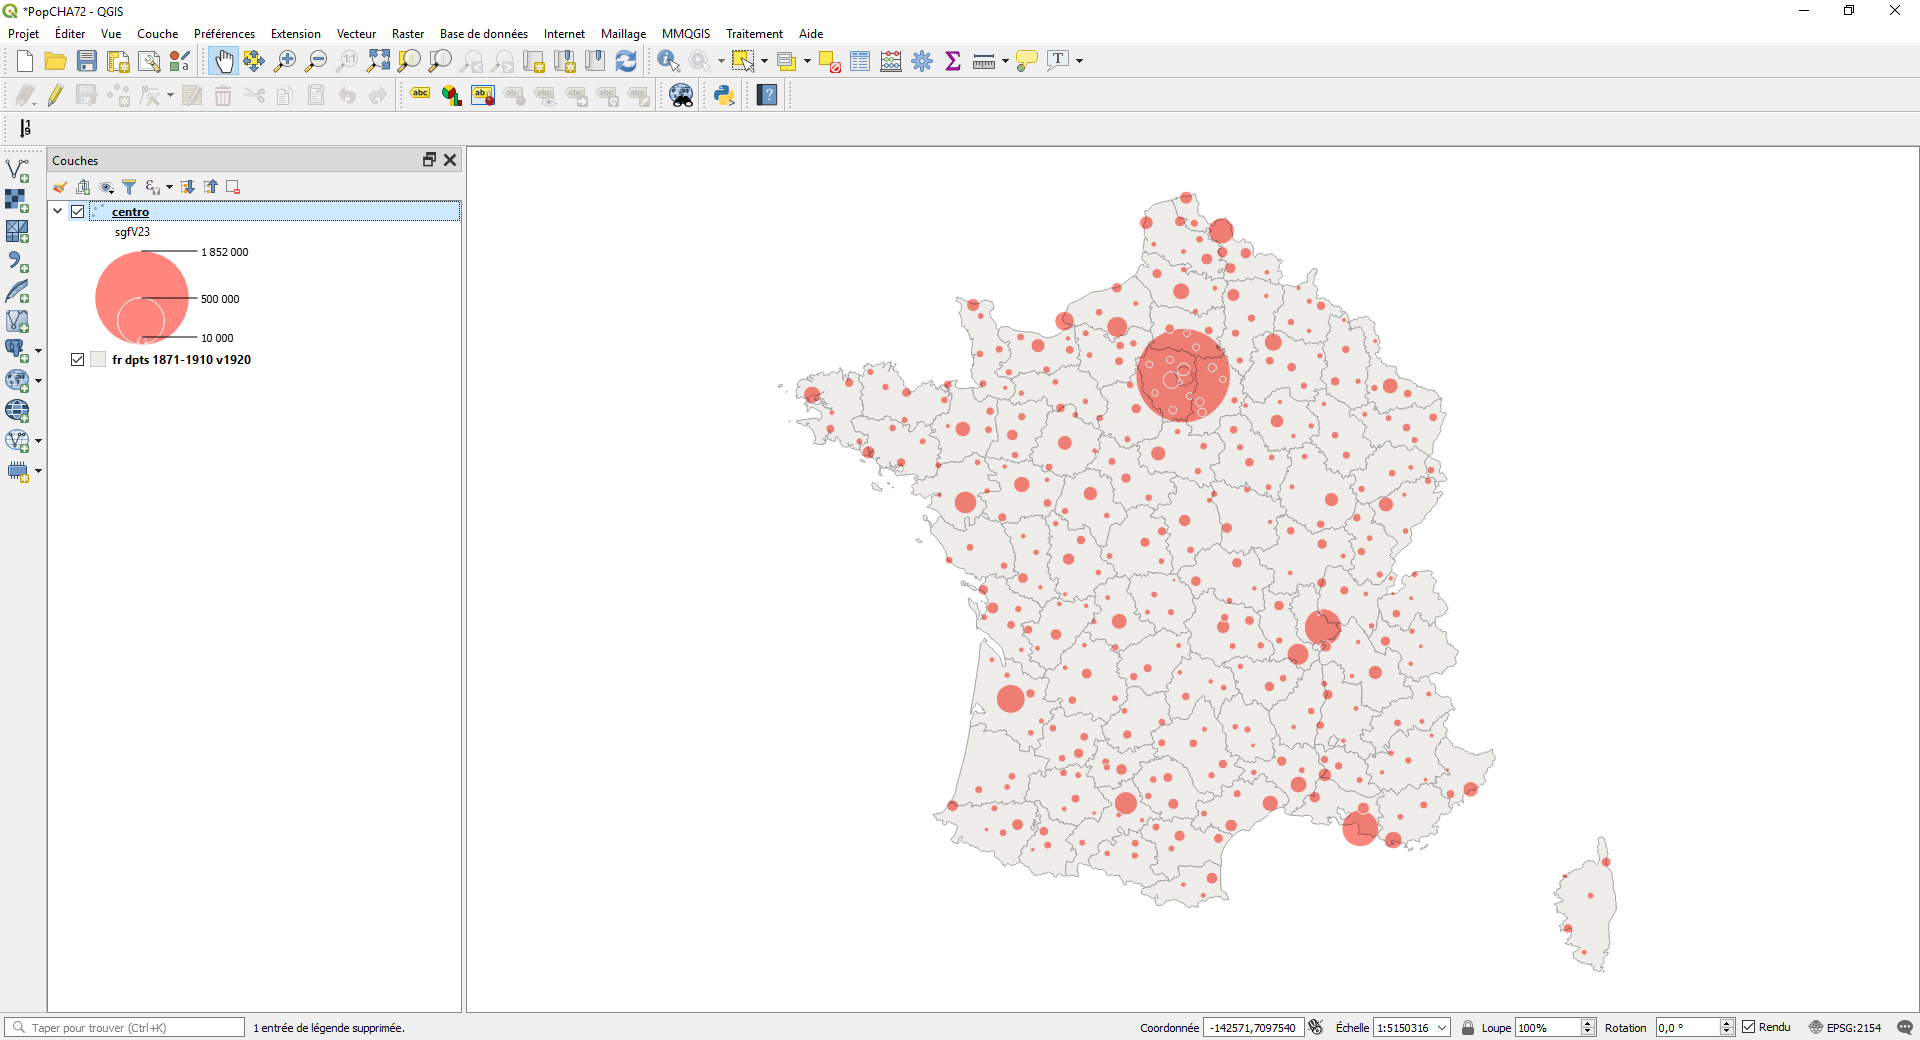 *PopCHA72 - QGIS
Projet Éditer Vue Couche Préférences Extension Vecteur Raster Base de données Internet Maillage MMQGIS Traitement Aide
Couches
centro
sgfV23
1 852 000
500 000
10 000
fr dpts 1871-1910 v1920
Taper pour trouver (Ctrl+K) 1 entrée de légende supprimée. Coordonnée -142571,7097540 Échelle 1:5150316 Loupe 100% Rotation 0,0 ° Rendu EPSG:2154